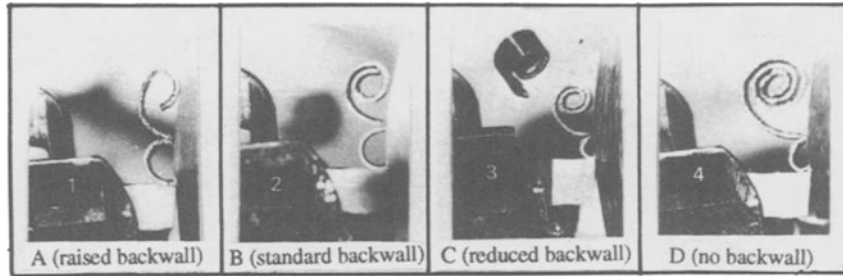 1
2
3
4
A (raised backwall)
B (standard backwall)
C (reduced backwall)
D (no backwall)